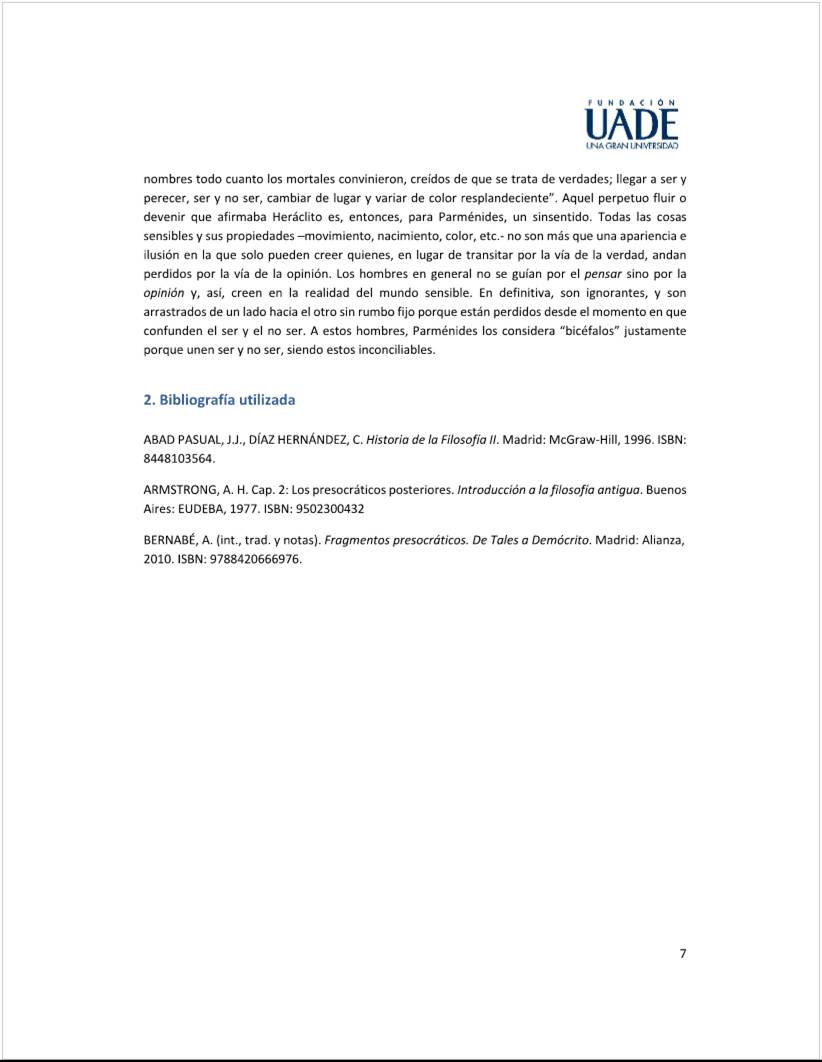 FUNDACIÓN
UADE
UNA GRAN UNIVERSIDAD
nombres todo cuanto los mortales convinieron, creídos de que se trata de verdades; llegar a ser y
perecer, ser y no ser, cambiar de lugar y variar de color resplandeciente”. Aquel perpetuo fluir o
devenir que afirmaba Heráclito es, entonces, para Parménides, un sinsentido. Todas las cosas
sensibles y sus propiedades –movimiento, nacimiento, color, etc.- no son más que una apariencia e
ilusión en la que solo pueden creer quienes, en lugar de transitar por la vía de la verdad, andan
perdidos por la vía de la opinión. Los hombres en general no se guían por el pensar sino por la
opinión y, así, creen en la realidad del mundo sensible. En definitiva, son ignorantes, y son
arrastrados de un lado hacia el otro sin rumbo fijo porque están perdidos desde el momento en que
confunden el ser y el no ser. A estos hombres, Parménides los considera “bicéfalos” justamente
porque unen ser y no ser, siendo estos inconciliables.
2. Bibliografía utilizada
ABAD PASUAL, J.J., DÍAZ HERNÁNDEZ, C. Historia de la Filosofía II. Madrid: McGraw-Hill, 1996. ISBN:
8448103564.
ARMSTRONG, A. H. Cap. 2: Los presocráticos posteriores. Introducción a la filosofía antigua. Buenos
Aires: EUDEBA, 1977. ISBN: 9502300432
BERNABÉ, A. (int., trad. y notas). Fragmentos presocráticos. De Tales a Demócrito. Madrid: Alianza,
2010. ISBN: 9788420666976.
7